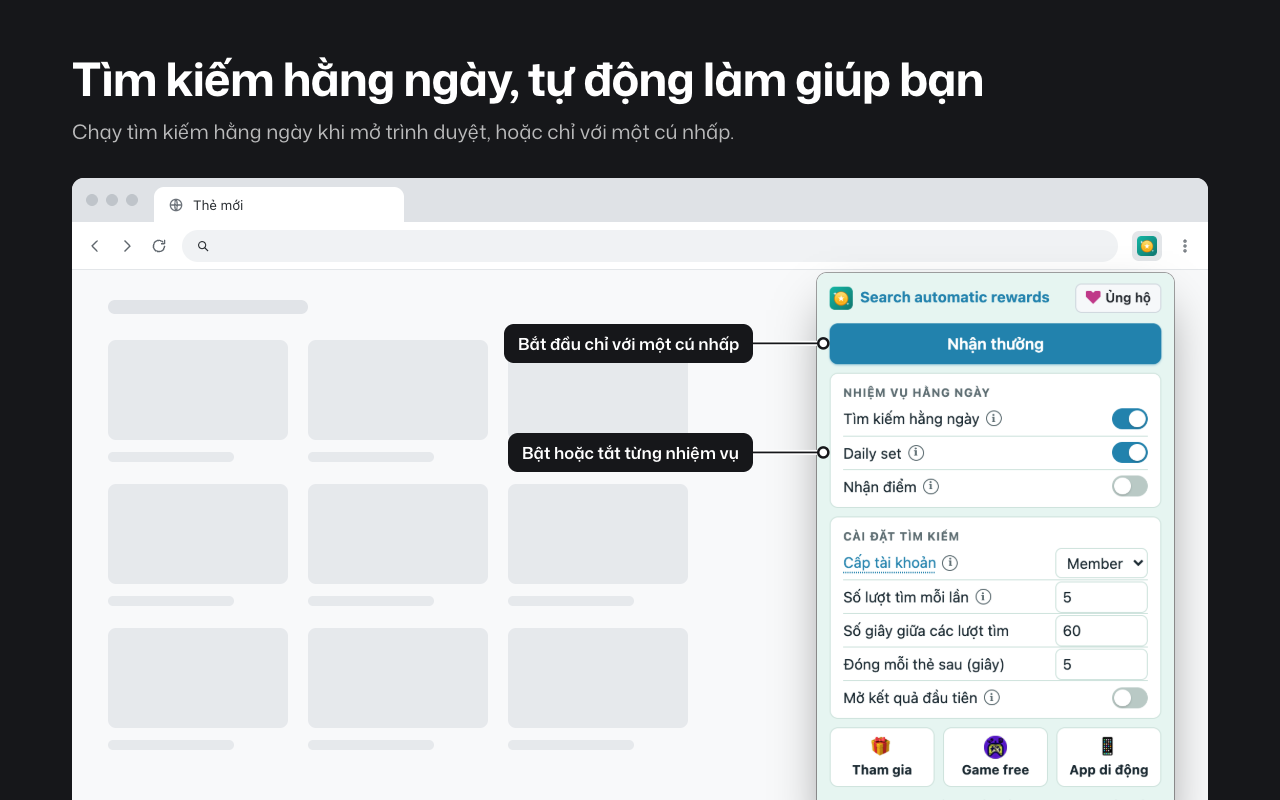 Tìm kiếm hằng ngày, tự động làm giúp bạn
Chạy tìm kiếm hằng ngày khi mở trình duyệt, hoặc chỉ với một cú nhấp.
Thẻ mới
Search automatic rewards
Ủng hộ
Bắt đầu chỉ với một cú nhấp
Nhận thưởng
NHIỆM VỤ HẰNG NGÀY
Tìm kiếm hằng ngày
Bật hoặc tắt từng nhiệm vụ
Daily set
Nhận điểm
CÀI ĐẶT TÌM KIẾM
Cấp tài khoản
Member
Số lượt tìm mỗi lần
5
Số giây giữa các lượt tìm
60
Đóng mỗi thẻ sau (giây)
5
Mở kết quả đầu tiên
Tham gia
Game free
App di động